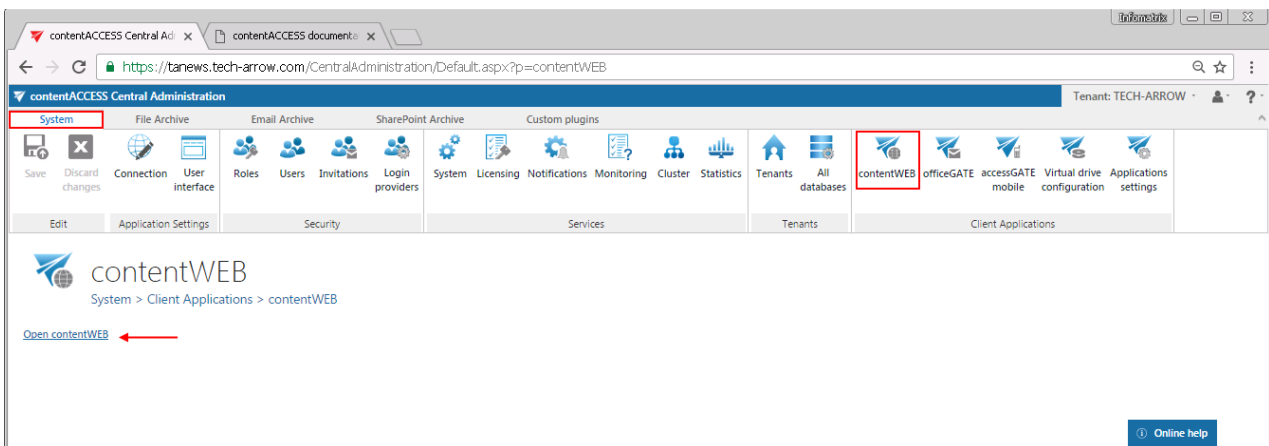 Infometrix
contentACCESS Central Ad
contentACCESS documenta
https://tanews.tech-arrow.com/CentralAdministration/Default.aspx?p=contentWEB
contentACCESS Central Administration
Tenant: TECH-ARROW
?
System File Archive Email Archive SharePoint Archive Custom plugins
Save Discard changes Connection User interface Roles Users Invitations Login providers System Licensing Notifications Monitoring Cluster Statistics Tenants All databases contentWEB officeGATE accessGATE mobile Virtual drive configuration Applications settings
Edit Application Settings Security Services Tenants Client Applications
contentWEB
System > Client Applications > contentWEB
Open contentWEB
Online help